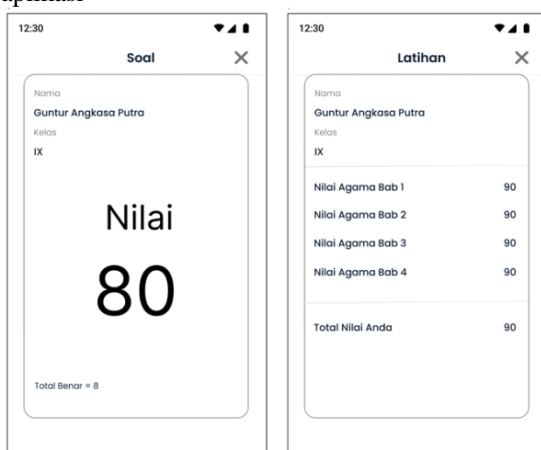 aplikasi
12:30
Soal
Nama
Guntur Angkasa Putra
Kelas
IX
Nilai
80
Total Benar = 8
12:30
Latihan
Nama
Guntur Angkasa Putra
Kelas
IX
Nilai Agama Bab 1 90
Nilai Agama Bab 2 90
Nilai Agama Bab 3 90
Nilai Agama Bab 4 90
Total Nilai Anda 90